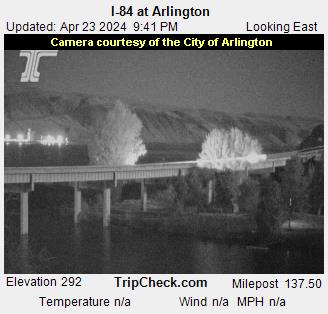 I-84 at Arlington
Updated: Apr 23 2024 9:41 PM Looking East
Camera courtesy of the City of Arlington
Elevation 292 TripCheck.com Milepost 137.50
Temperature n/a Wind n/a MPH n/a